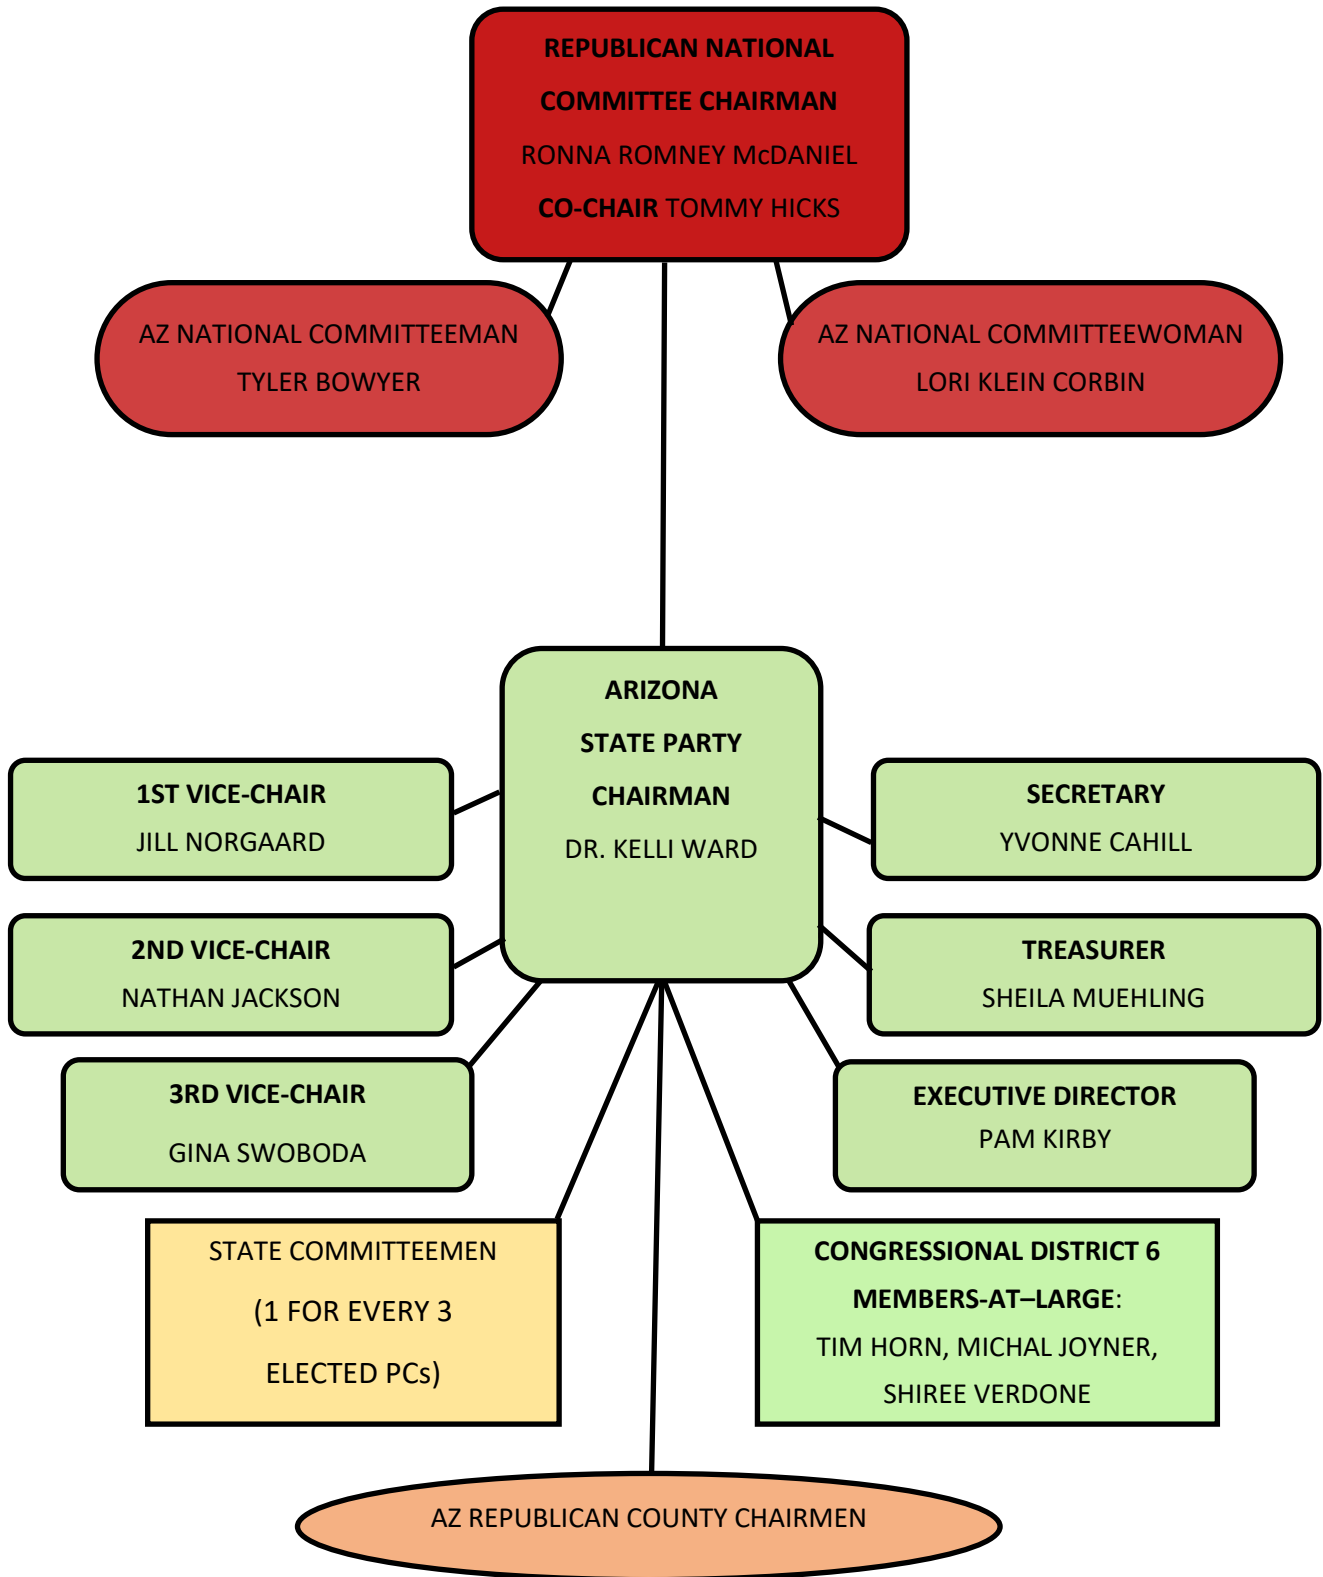 REPUBLICAN NATIONAL
COMMITTEE CHAIRMAN
RONNA ROMNEY McDANIEL
CO-CHAIR TOMMY HICKS
AZ NATIONAL COMMITTEEMAN
TYLER BOWYER
AZ NATIONAL COMMITTEEWOMAN
LORI KLEIN CORBIN
ARIZONA
STATE PARTY
CHAIRMAN
DR. KELLI WARD
1ST VICE-CHAIR
JILL NORGAARD
SECRETARY
YVONNE CAHILL
2ND VICE-CHAIR
NATHAN JACKSON
TREASURER
SHEILA MUEHLING
3RD VICE-CHAIR
GINA SWOBODA
EXECUTIVE DIRECTOR
PAM KIRBY
STATE COMMITTEEMEN
(1 FOR EVERY 3
ELECTED PCs)
CONGRESSIONAL DISTRICT 6
MEMBERS-AT–LARGE:
TIM HORN, MICHAL JOYNER,
SHIREE VERDONE
AZ REPUBLICAN COUNTY CHAIRMEN